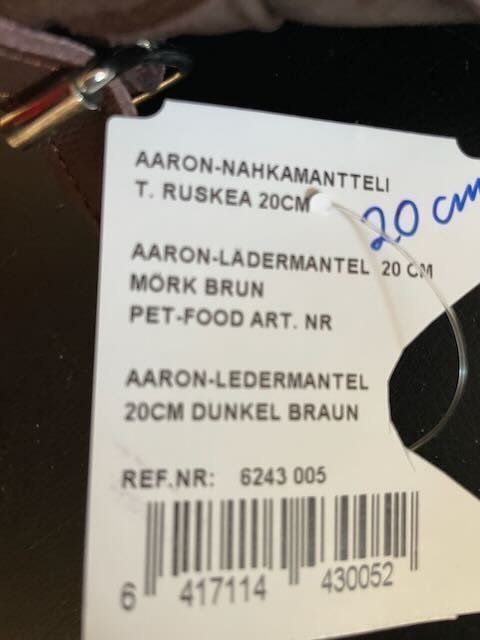 AARON-NAHKAMANTTELI
T. RUSKEA 20CM
20 cm
AARON-LÄDERMANTEL 20 CM
MÖRK BRUN
PET-FOOD ART. NR
AARON-LEDERMANTEL
20CM DUNKEL BRAUN
REF.NR: 6243 005
6 417114 430052